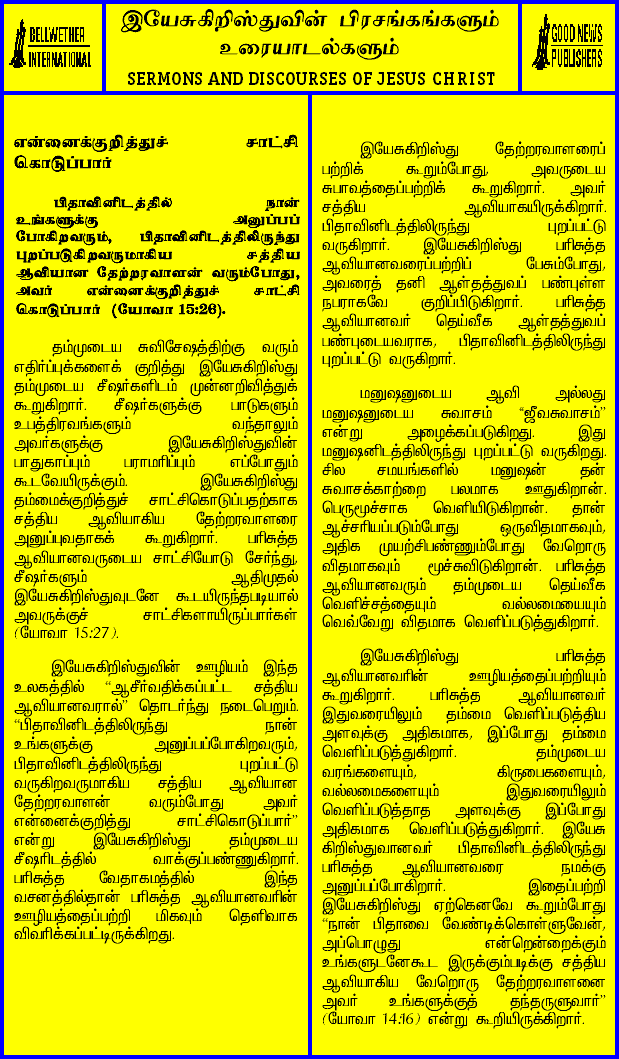 BELLWETHER
INTERNATIONAL
இயேசுகிறிஸ்துவின் பிரசங்கங்களும்
உரையாடல்களும்
SERMONS AND DISCOURSES OF JESUS CHRIST
GOOD NEWS
PUBLISHERS
என்னைக்குறித்துச் சாட்சி
கொடுப்பார்
பிதாவினிடத்தில் நான்
உங்களுக்கு அனுப்பப்
போகிறவரும், பிதாவினிடத்திலிருந்து
புறப்படுகிறவருமாகிய சத்திய
ஆவியான தேற்றரவாளன் வரும்போது,
அவர் என்னைக்குறித்துச் சாட்சி
கொடுப்பார் (யோவா 15:26).
தம்முடைய சுவிசேஷத்திற்கு வரும்
எதிர்ப்புக்களைக் குறித்து இயேசுகிறிஸ்து
தம்முடைய சீஷர்களிடம் முன்னறிவித்துக்
கூறுகிறார். சீஷர்களுக்கு பாடுகளும்
உபத்திரவங்களும் வந்தாலும்
அவர்களுக்கு இயேசுகிறிஸ்துவின்
பாதுகாப்பும் பராமரிப்பும் எப்போதும்
கூடவேயிருக்கும். இயேசுகிறிஸ்து
தம்மைக்குறித்துச் சாட்சிகொடுப்பதற்காக
சத்திய ஆவியாகிய தேற்றரவாளரை
அனுப்புவதாகக் கூறுகிறார். பரிசுத்த
ஆவியானவருடைய சாட்சியோடு சேர்ந்து,
சீஷர்களும் ஆதிமுதல்
இயேசுகிறிஸ்துவுடனே கூடயிருந்தபடியால்
அவருக்குச் சாட்சிகளாயிருப்பார்கள்
(யோவா 15:27).
இயேசுகிறிஸ்துவின் ஊழியம் இந்த
உலகத்தில் “ஆசீர்வதிக்கப்பட்ட சத்திய
ஆவியானவரால்” தொடர்ந்து நடைபெறும்.
“பிதாவினிடத்திலிருந்து நான்
உங்களுக்கு அனுப்பப்போகிறவரும்,
பிதாவினிடத்திலிருந்து புறப்பட்டு
வருகிறவருமாகிய சத்திய ஆவியான
தேற்றரவாளன் வரும்போது அவர்
என்னைக்குறித்து சாட்சிகொடுப்பார்”
என்று இயேசுகிறிஸ்து தம்முடைய
சீஷரிடத்தில் வாக்குப்பண்ணுகிறார்.
பரிசுத்த வேதாகமத்தில் இந்த
வசனத்தில்தான் பரிசுத்த ஆவியானவரின்
ஊழியத்தைப்பற்றி மிகவும் தெளிவாக
விவரிக்கப்பட்டிருக்கிறது.
இயேசுகிறிஸ்து தேற்றரவாளரைப்
பற்றிக் கூறும்போது, அவருடைய
சுபாவத்தைப்பற்றிக் கூறுகிறார். அவர்
சத்திய ஆவியாகயிருக்கிறார்.
பிதாவினிடத்திலிருந்து புறப்பட்டு
வருகிறார். இயேசுகிறிஸ்து பரிசுத்த
ஆவியானவரைப்பற்றிப் பேசும்போது,
அவரைத் தனி ஆள்தத்துவப் பண்புள்ள
நபராகவே குறிப்பிடுகிறார். பரிசுத்த
ஆவியானவர் தெய்வீக ஆள்தத்துவப்
பண்புடையவராக, பிதாவினிடத்திலிருந்து
புறப்பட்டு வருகிறார்.
மனுஷனுடைய ஆவி அல்லது
மனுஷனுடைய சுவாசம் “ஜீவசுவாசம்”
என்று அழைக்கப்படுகிறது. இது
மனுஷனிடத்திலிருந்து புறப்பட்டு வருகிறது.
சில சமயங்களில் மனுஷன் தன்
சுவாசக்காற்றை பலமாக ஊதுகிறான்.
பெருமூச்சாக வெளியிடுகிறான். தான்
ஆச்சரியப்படும்போது ஒருவிதமாகவும்,
அதிக முயற்சிபண்ணும்போது வேறொரு
விதமாகவும் மூச்சுவிடுகிறான். பரிசுத்த
ஆவியானவரும் தம்முடைய தெய்வீக
வெளிச்சத்தையும் வல்லமையையும்
வெவ்வேறு விதமாக வெளிப்படுத்துகிறார்.
இயேசுகிறிஸ்து பரிசுத்த
ஆவியானவரின் ஊழியத்தைப்பற்றியும்
கூறுகிறார். பரிசுத்த ஆவியானவர்
இதுவரையிலும் தம்மை வெளிப்படுத்திய
அளவுக்கு அதிகமாக, இப்போது தம்மை
வெளிப்படுத்துகிறார். தம்முடைய
வரங்களையும், கிருபைகளையும்,
வல்லமைகளையும் இதுவரையிலும்
வெளிப்படுத்தாத அளவுக்கு இப்போது
அதிகமாக வெளிப்படுத்துகிறார். இயேசு
கிறிஸ்துவானவர் பிதாவினிடத்திலிருந்து
பரிசுத்த ஆவியானவரை நமக்கு
அனுப்பப்போகிறார். இதைப்பற்றி
இயேசுகிறிஸ்து ஏற்கெனவே கூறும்போது
“நான் பிதாவை வேண்டிக்கொள்ளுவேன்,
அப்பொழுது என்றென்றைக்கும்
உங்களுடனேகூட இருக்கும்படிக்கு சத்திய
ஆவியாகிய வேறொரு தேற்றரவாளனை
அவர் உங்களுக்குத் தந்தருளுவார்”
(யோவா 14:16) என்று கூறியிருக்கிறார்.